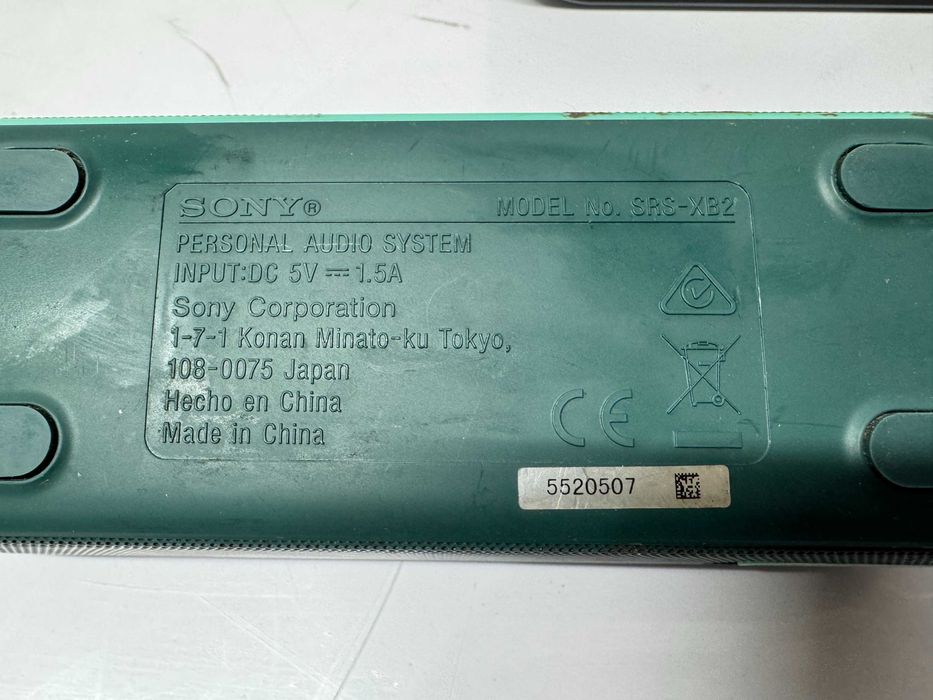 SONY®
MODEL No. SRS-XB2
PERSONAL AUDIO SYSTEM
INPUT:DC 5V ⎓ 1.5A
Sony Corporation
1-7-1 Konan Minato-ku Tokyo,
108-0075 Japan
Hecho en China
Made in China
CE
5520507